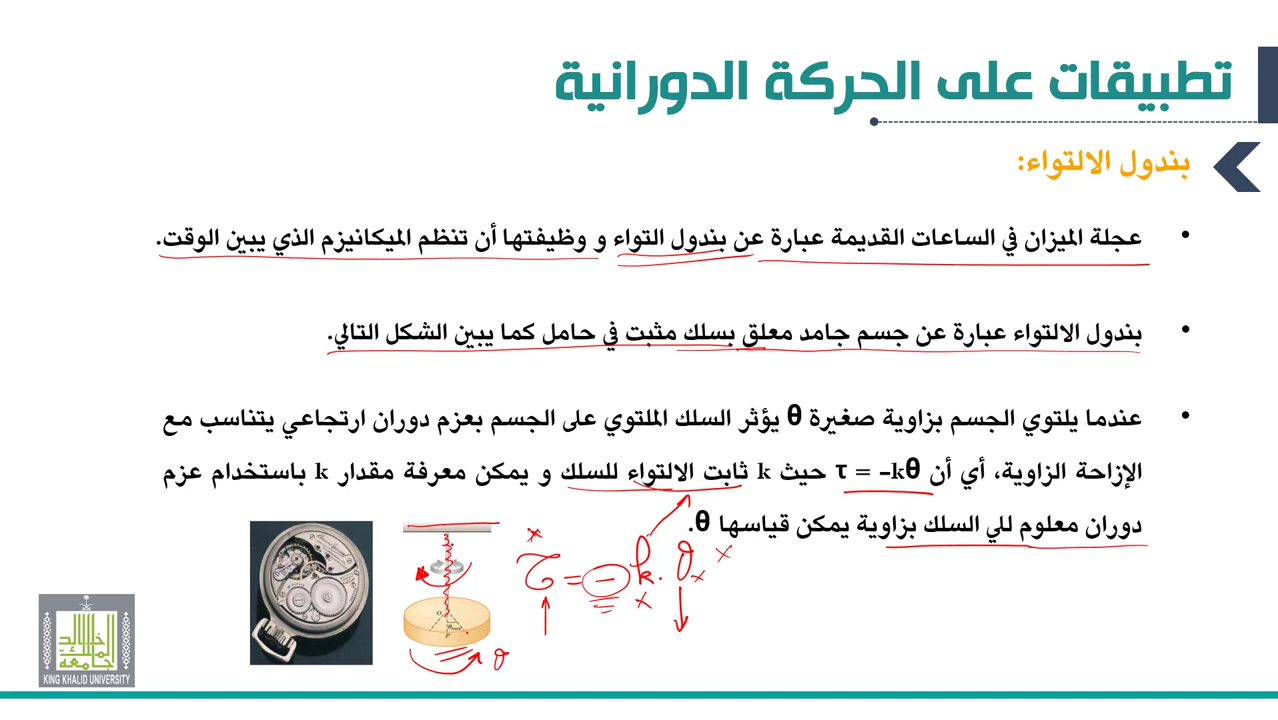 تطبيقات على الحركة الدورانية
بندول الالتواء:
• عجلة الميزان في الساعات القديمة عبارة عن بندول التواء و وظيفتها أن تنظم الميكانيزم الذي يبين الوقت.
• بندول الالتواء عبارة عن جسم جامد معلق بسلك مثبت في حامل كما يبين الشكل التالي.
• عندما يلتوي الجسم بزاوية صغيرة θ يؤثر السلك الملتوي على الجسم بعزم دوران ارتجاعي يتناسب مع
الإزاحة الزاوية، أي أن τ = −kθ حيث k ثابت الالتواء للسلك و يمكن معرفة مقدار k باستخدام عزم
دوران معلوم للي السلك بزاوية يمكن قياسها θ.
τ = − k . θ
θ
O
P
جامعة الملك خالد
KING KHALID UNIVERSITY